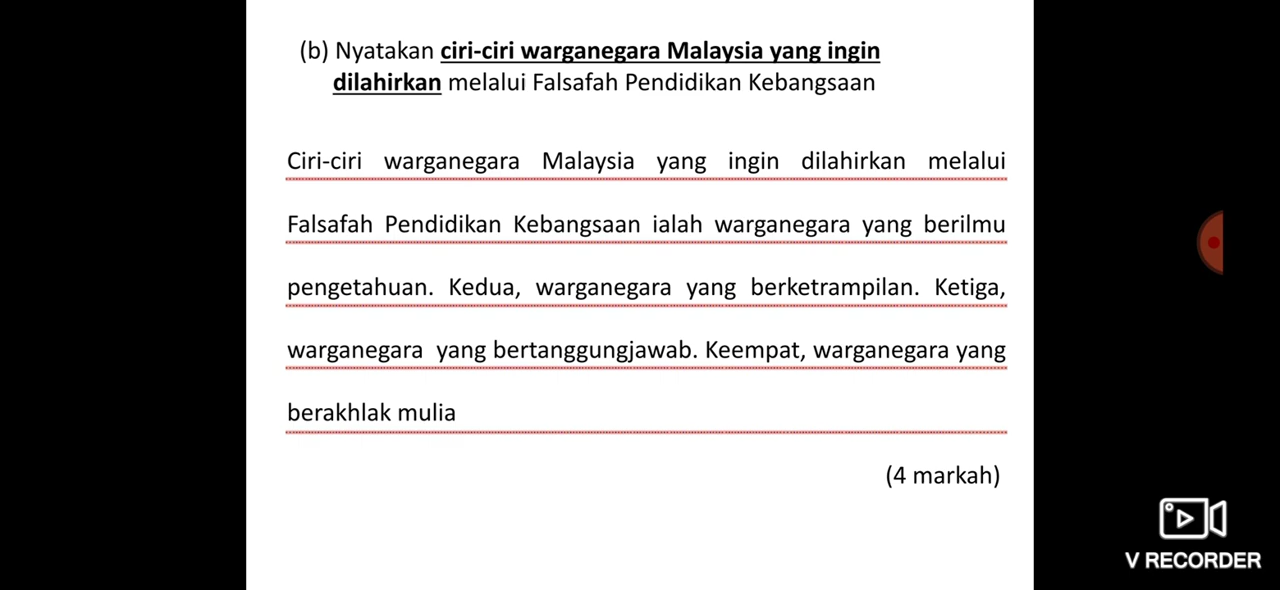 (b) Nyatakan ciri-ciri warganegara Malaysia yang ingin
dilahirkan melalui Falsafah Pendidikan Kebangsaan
Ciri-ciri warganegara Malaysia yang ingin dilahirkan melalui
Falsafah Pendidikan Kebangsaan ialah warganegara yang berilmu
pengetahuan. Kedua, warganegara yang berketrampilan. Ketiga,
warganegara yang bertanggungjawab. Keempat, warganegara yang
berakhlak mulia
(4 markah)
V RECORDER